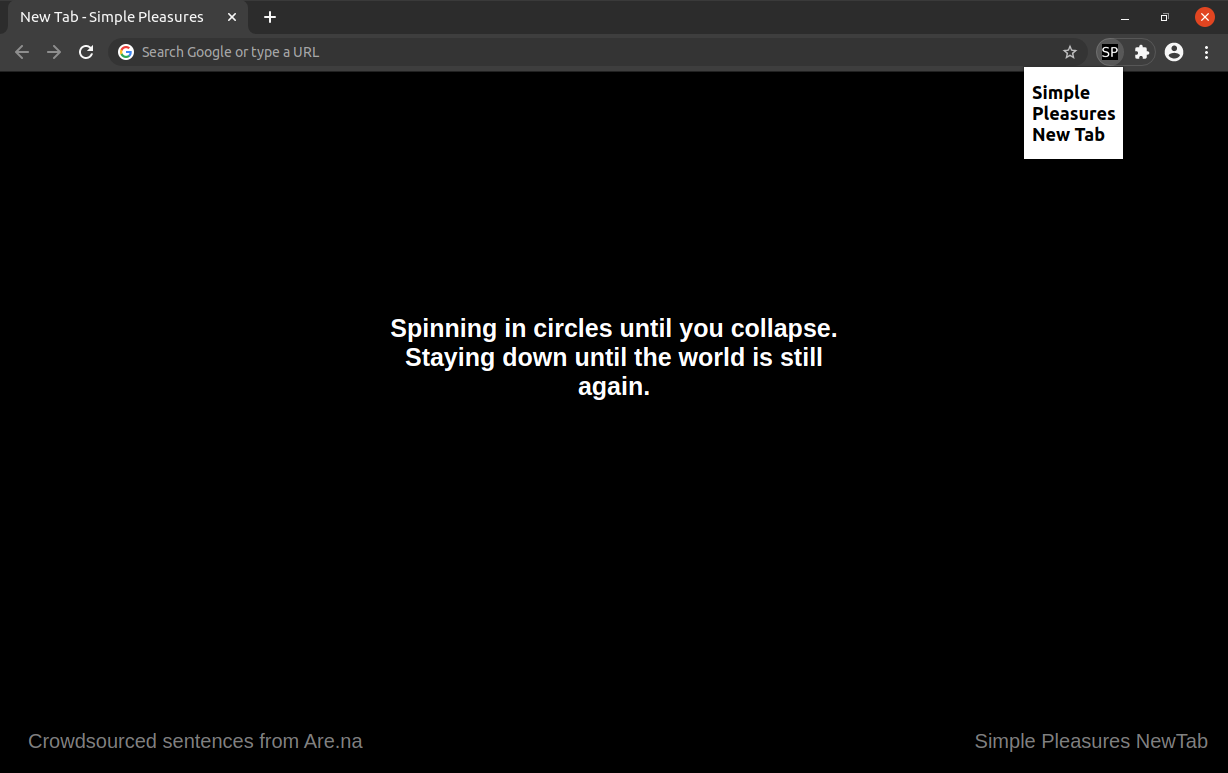 New Tab - Simple Pleasures
Search Google or type a URL
SP
Simple
Pleasures
New Tab
Spinning in circles until you collapse.
Staying down until the world is still
again.
Crowdsourced sentences from Are.na
Simple Pleasures NewTab